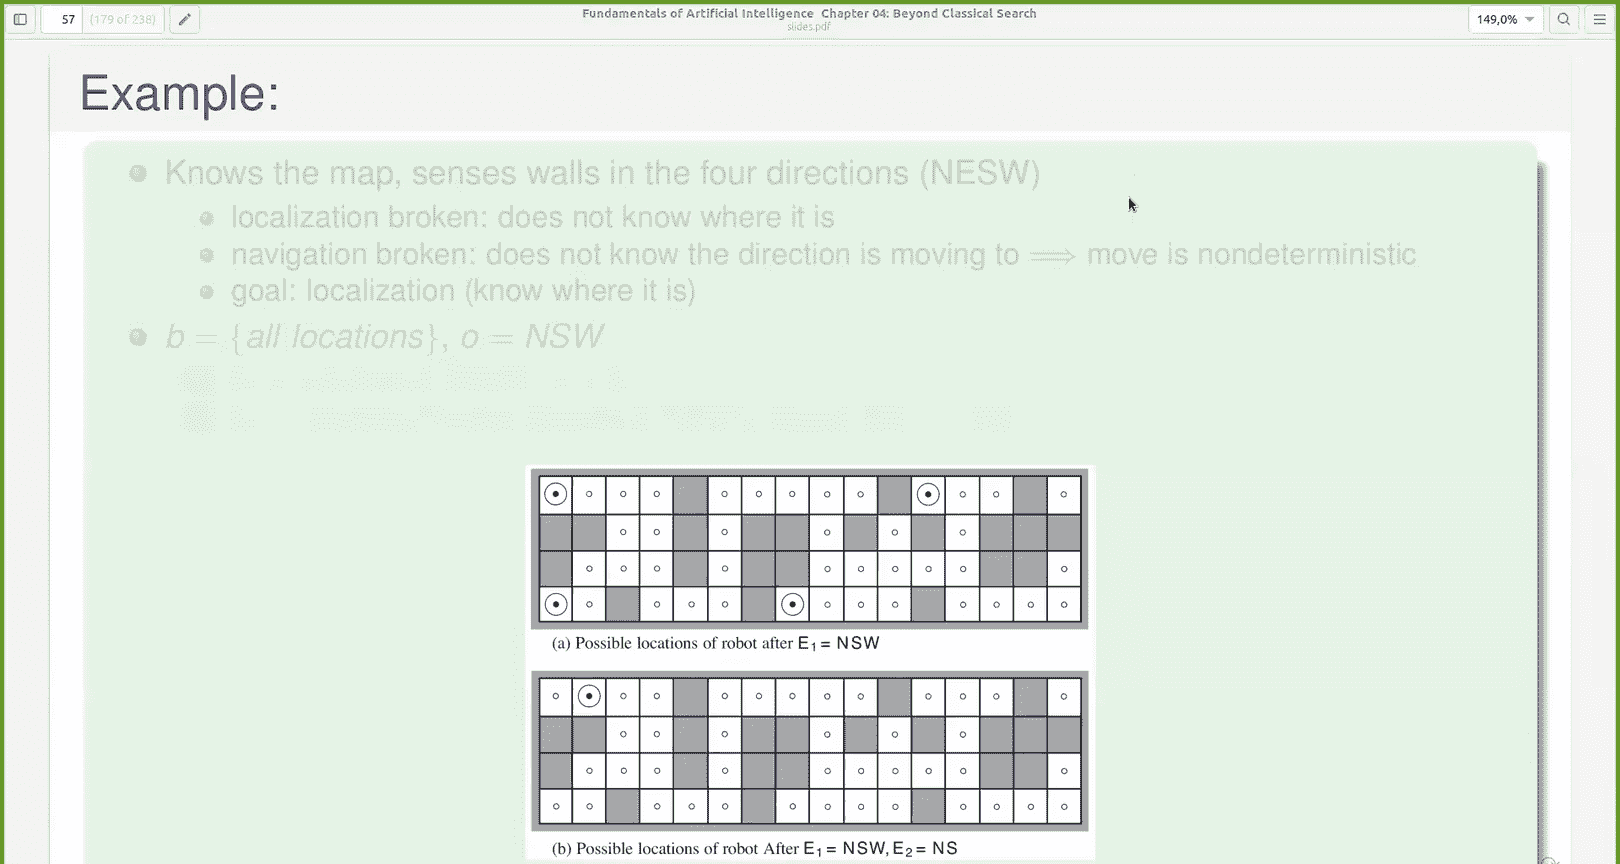 57 (179 of 238)
Fundamentals of Artificial Intelligence Chapter 04: Beyond Classical Search
slides.pdf
149,0%
Example:
Knows the map, senses walls in the four directions (NESW)
localization broken: does not know where it is
navigation broken: does not know the direction is moving to ⟹ move is nondeterministic
goal: localization (know where it is)
b = {all locations}, o = NSW
(a) Possible locations of robot after E1 = NSW
(b) Possible locations of robot After E1 = NSW, E2 = NS